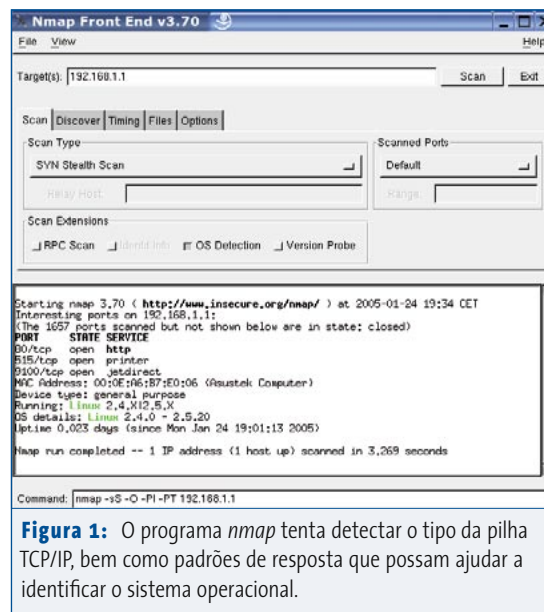 Nmap Front End v3.70
File View Help
Target(s): 192.168.1.1 Scan Exit
Scan Discover Timing Files Options
Scan Type Scanned Ports
SYN Stealth Scan Default
Relay Host: Range:
Scan Extensions
RPC Scan Identd Info OS Detection Version Probe
Starting nmap 3.70 ( http://www.insecure.org/nmap/ ) at 2005-01-24 19:34 CET
Interesting ports on 192.168.1.1:
(The 1657 ports scanned but not shown below are in state: closed)
PORT STATE SERVICE
80/tcp open http
515/tcp open printer
9100/tcp open jetdirect
MAC Address: 00:0E:A6:B7:E0:06 (Asustek Computer)
Device type: general purpose
Running: Linux 2.4.X|2.5.X
OS details: Linux 2.4.0 - 2.5.20
Uptime 0.023 days (since Mon Jan 24 19:01:13 2005)
Nmap run completed -- 1 IP address (1 host up) scanned in 3.269 seconds
Command: nmap -sS -O -PI -PT 192.168.1.1
Figura 1: O programa nmap tenta detectar o tipo da pilha
TCP/IP, bem como padrões de resposta que possam ajudar a
identificar o sistema operacional.